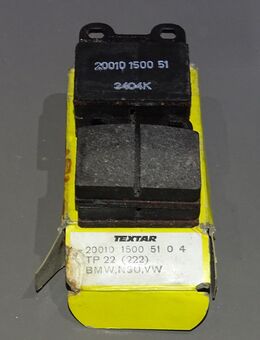 20010 1500 51
2404K
TEXTAR
20010 1500 51 0 4
TP 22 (222)
BMW,NSU,VW